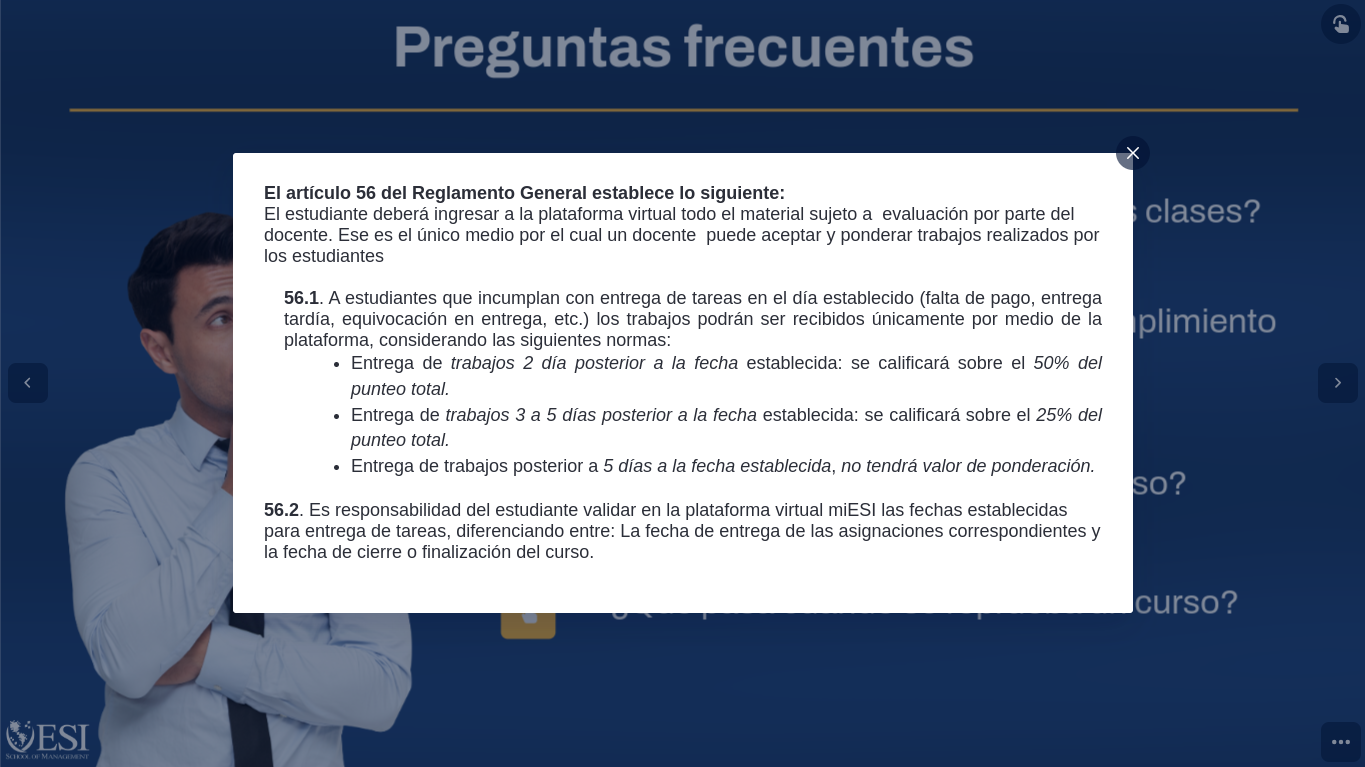 Preguntas frecuentes
El artículo 56 del Reglamento General establece lo siguiente:
El estudiante deberá ingresar a la plataforma virtual todo el material sujeto a  evaluación por parte del
docente. Ese es el único medio por el cual un docente  puede aceptar y ponderar trabajos realizados por
los estudiantes
56.1. A estudiantes que incumplan con entrega de tareas en el día establecido (falta de pago, entrega
tardía, equivocación en entrega, etc.) los trabajos podrán ser recibidos únicamente por medio de la
plataforma, considerando las siguientes normas:
• Entrega de trabajos 2 día posterior a la fecha establecida: se calificará sobre el 50% del
punteo total.
• Entrega de trabajos 3 a 5 días posterior a la fecha establecida: se calificará sobre el 25% del
punteo total.
• Entrega de trabajos posterior a 5 días a la fecha establecida, no tendrá valor de ponderación.
56.2. Es responsabilidad del estudiante validar en la plataforma virtual miESI las fechas establecidas
para entrega de tareas, diferenciando entre: La fecha de entrega de las asignaciones correspondientes y
la fecha de cierre o finalización del curso.
clases?
curso?
ESI
SCHOOL OF MANAGEMENT